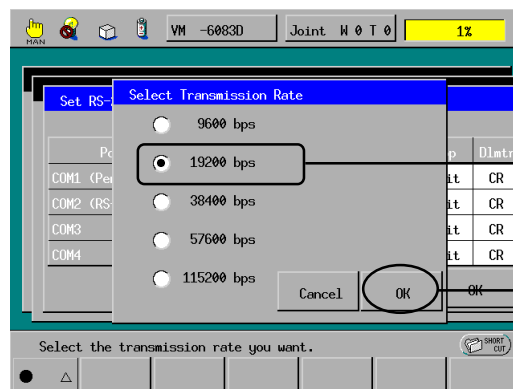 MAN
VM -6083D
Joint W 0 T 0
1%
Set RS-
Select Transmission Rate
9600 bps
19200 bps
38400 bps
57600 bps
115200 bps
Cancel
OK
Po
p
Dlmtr
COM1 (Pe
it
CR
COM2 (RS-
it
CR
COM3
it
CR
COM4
it
CR
OK
Select the transmission rate you want.
SHORT
CUT